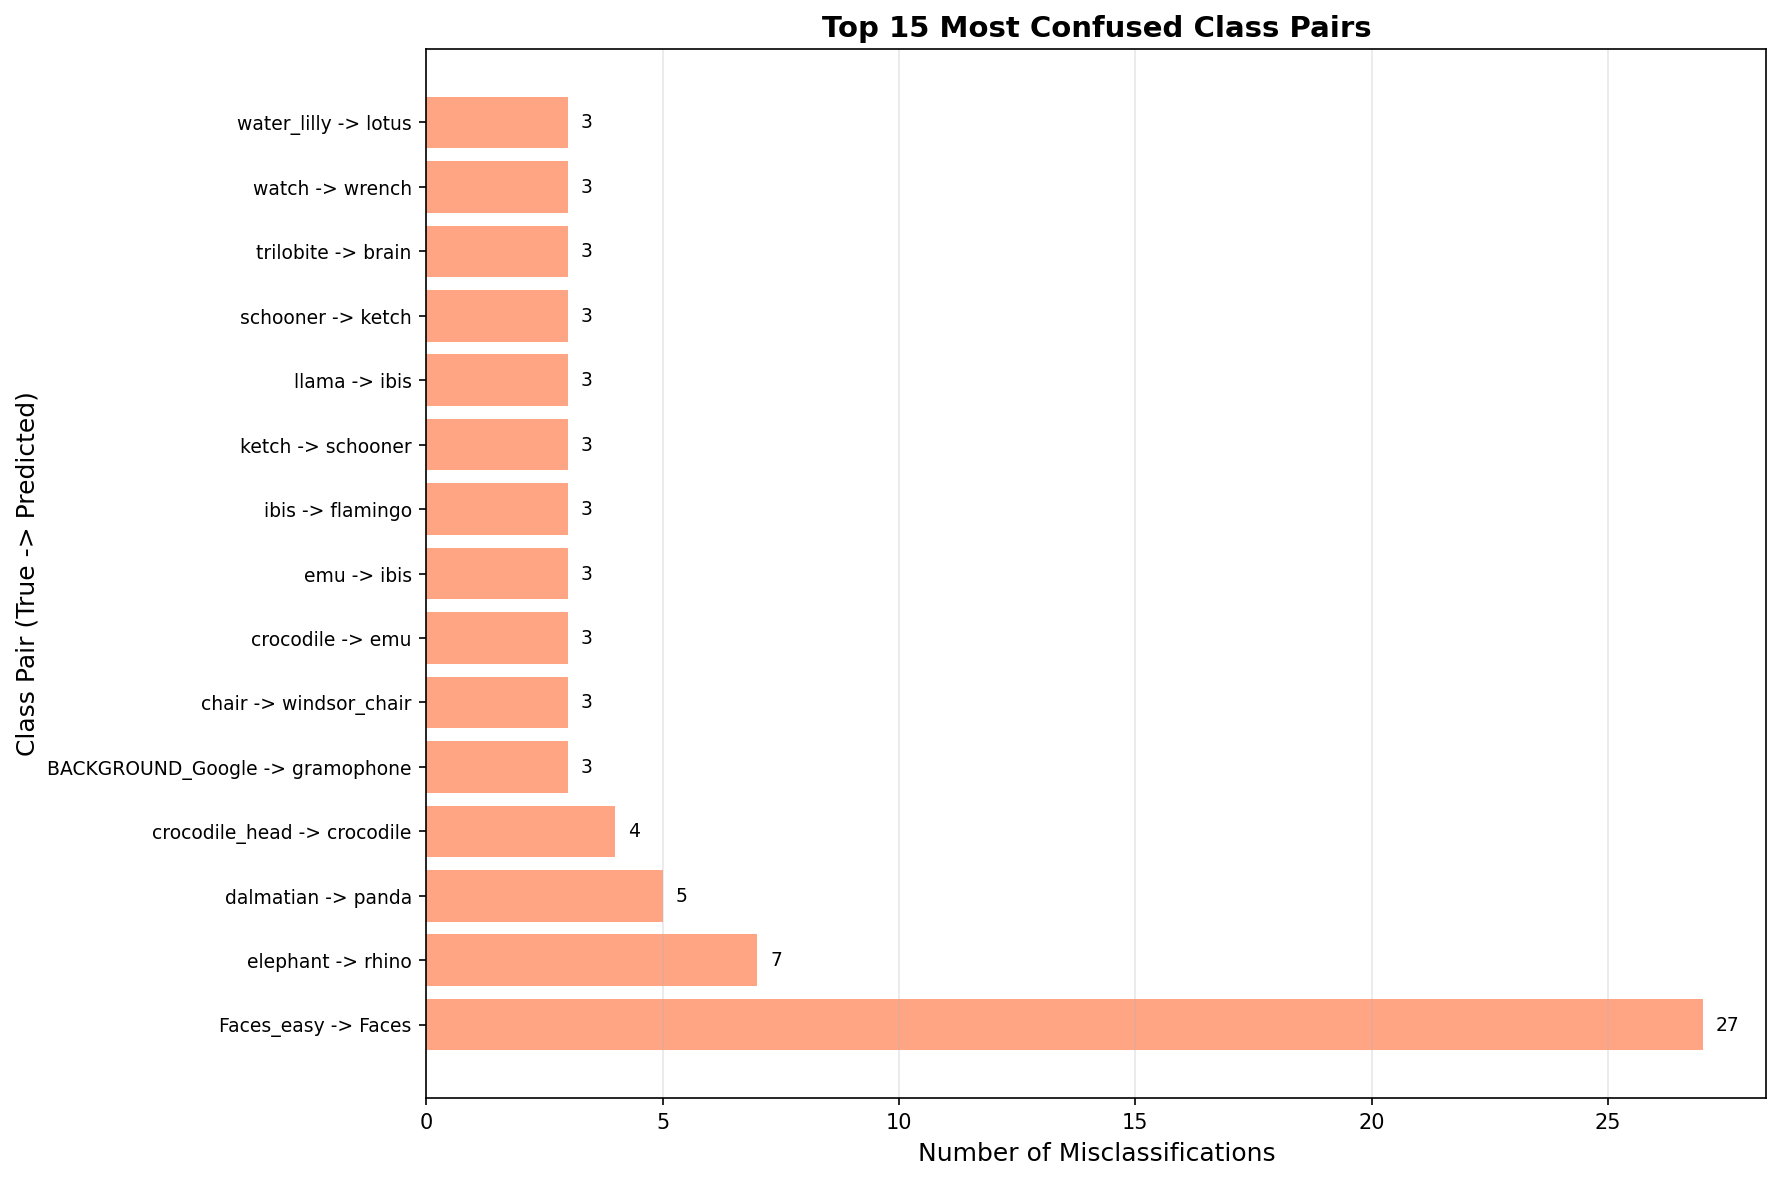 Top 15 Most Confused Class Pairs
Class Pair (True -> Predicted)
water_lilly -> lotus 3
watch -> wrench 3
trilobite -> brain 3
schooner -> ketch 3
llama -> ibis 3
ketch -> schooner 3
ibis -> flamingo 3
emu -> ibis 3
crocodile -> emu 3
chair -> windsor_chair 3
BACKGROUND_Google -> gramophone 3
crocodile_head -> crocodile 4
dalmatian -> panda 5
elephant -> rhino 7
Faces_easy -> Faces 27
0 5 10 15 20 25
Number of Misclassifications